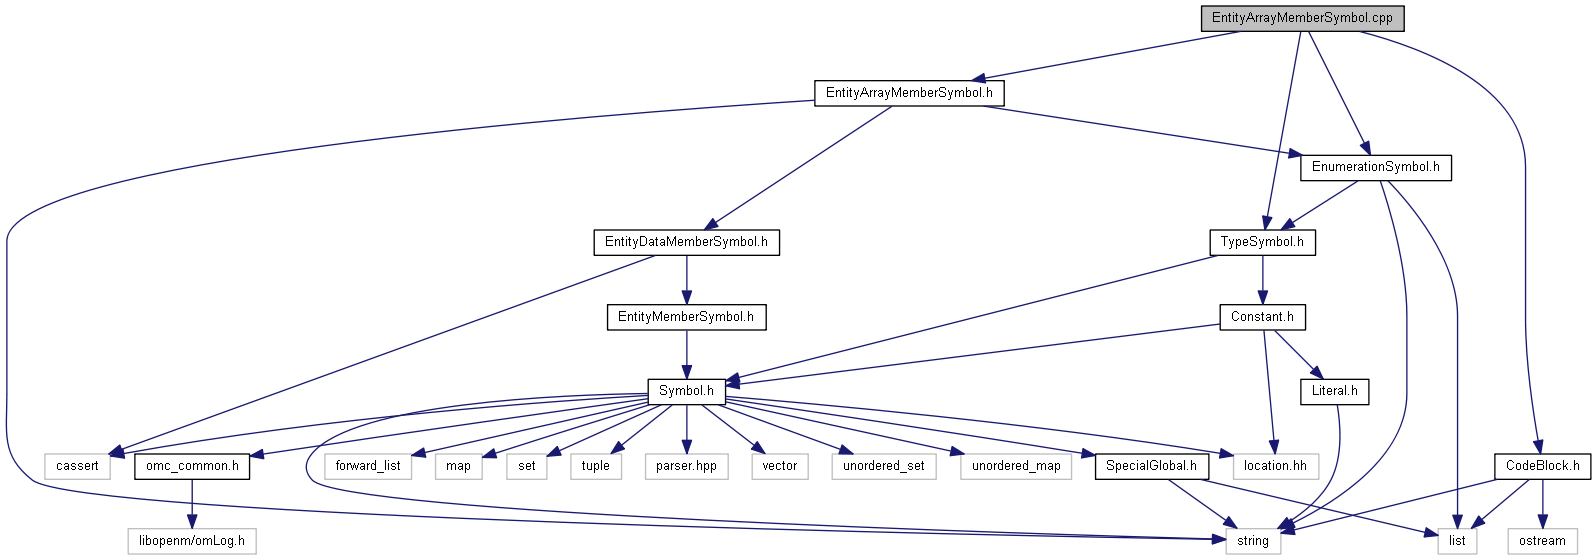 EntityArrayMemberSymbol.cpp
EntityArrayMemberSymbol.h
EnumerationSymbol.h
EntityDataMemberSymbol.h
TypeSymbol.h
EntityMemberSymbol.h
Constant.h
Symbol.h
Literal.h
cassert
omc_common.h
forward_list
map
set
tuple
parser.hpp
vector
unordered_set
unordered_map
SpecialGlobal.h
location.hh
CodeBlock.h
libopenm/omLog.h
string
list
ostream